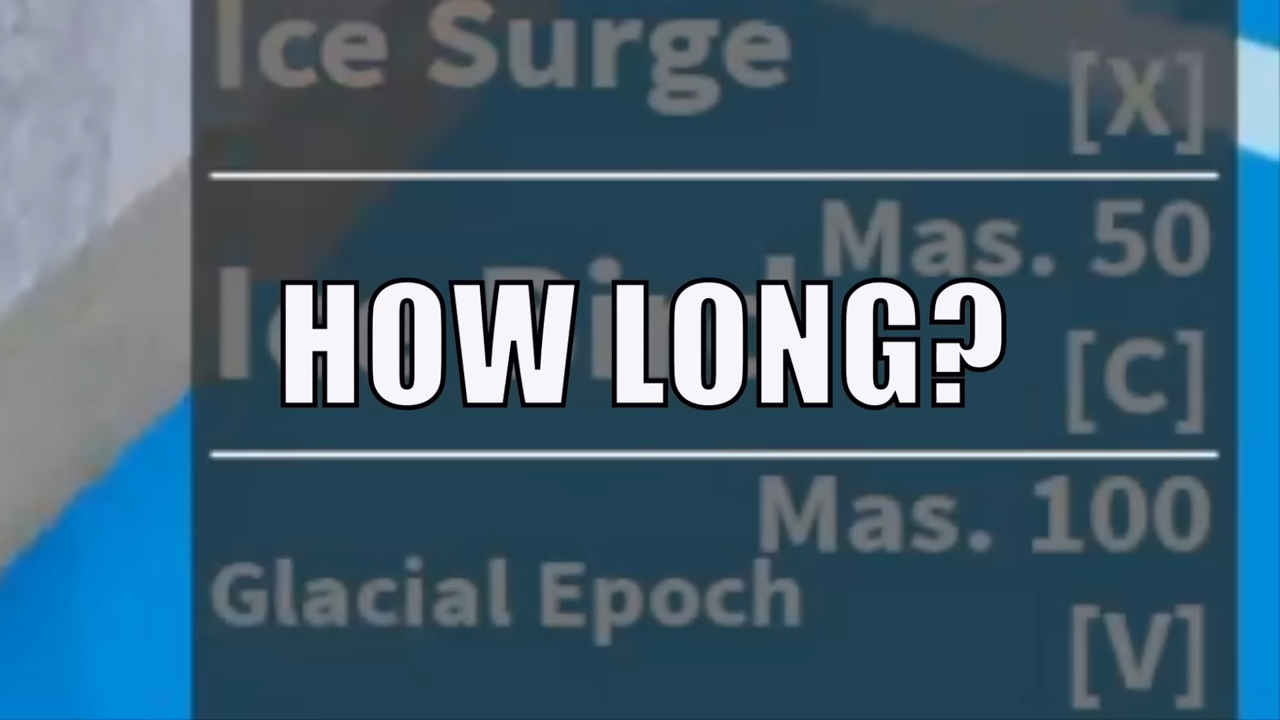 Ice Surge
[X]
Mas. 50
HOW LONG?
[C]
Mas. 100
Glacial Epoch
[V]